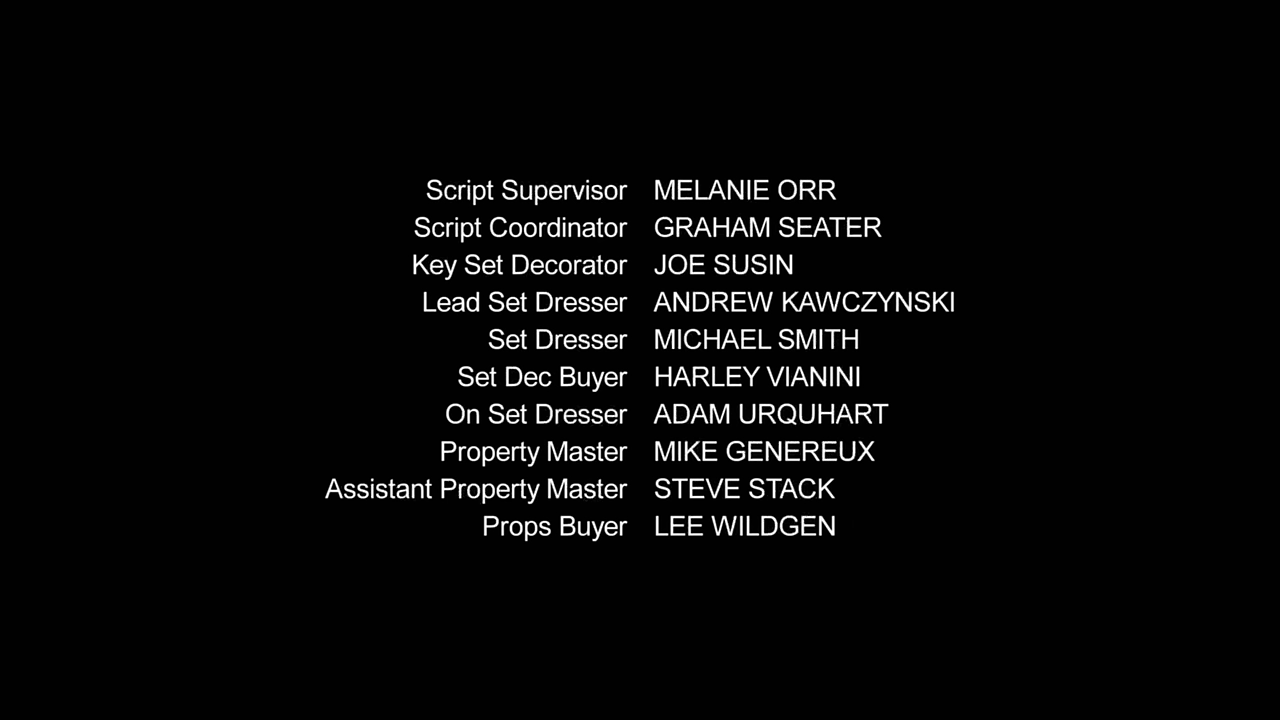 Script Supervisor MELANIE ORR
Script Coordinator GRAHAM SEATER
Key Set Decorator JOE SUSIN
Lead Set Dresser ANDREW KAWCZYNSKI
Set Dresser MICHAEL SMITH
Set Dec Buyer HARLEY VIANINI
On Set Dresser ADAM URQUHART
Property Master MIKE GENEREUX
Assistant Property Master STEVE STACK
Props Buyer LEE WILDGEN